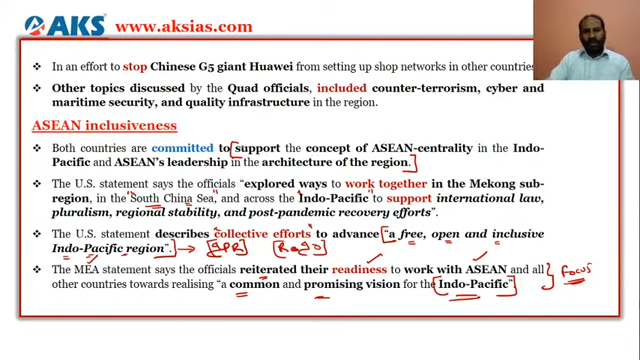 AKS
www.aksias.com
In an effort to stop Chinese G5 giant Huawei from setting up shop networks in other countries.
Other topics discussed by the Quad officials, included counter-terrorism, cyber and
maritime security, and quality infrastructure in the region.
ASEAN inclusiveness
Both countries are committed to support the concept of ASEAN-centrality in the Indo-
Pacific and ASEAN's leadership in the architecture of the region.
The U.S. statement says the officials "explored ways to work together in the Mekong sub-
region, in the "South China Sea, and across the "Indo-Pacific" to support international law,
pluralism, regional stability, and post-pandemic recovery efforts".
The U.S. statement describes "collective efforts" to advance "a free, open and inclusive
Indo-Pacific region".
The MEA statement says the officials reiterated their readiness to work with ASEAN and all
other countries towards realising "a common and promising vision for the Indo-Pacific"
focus